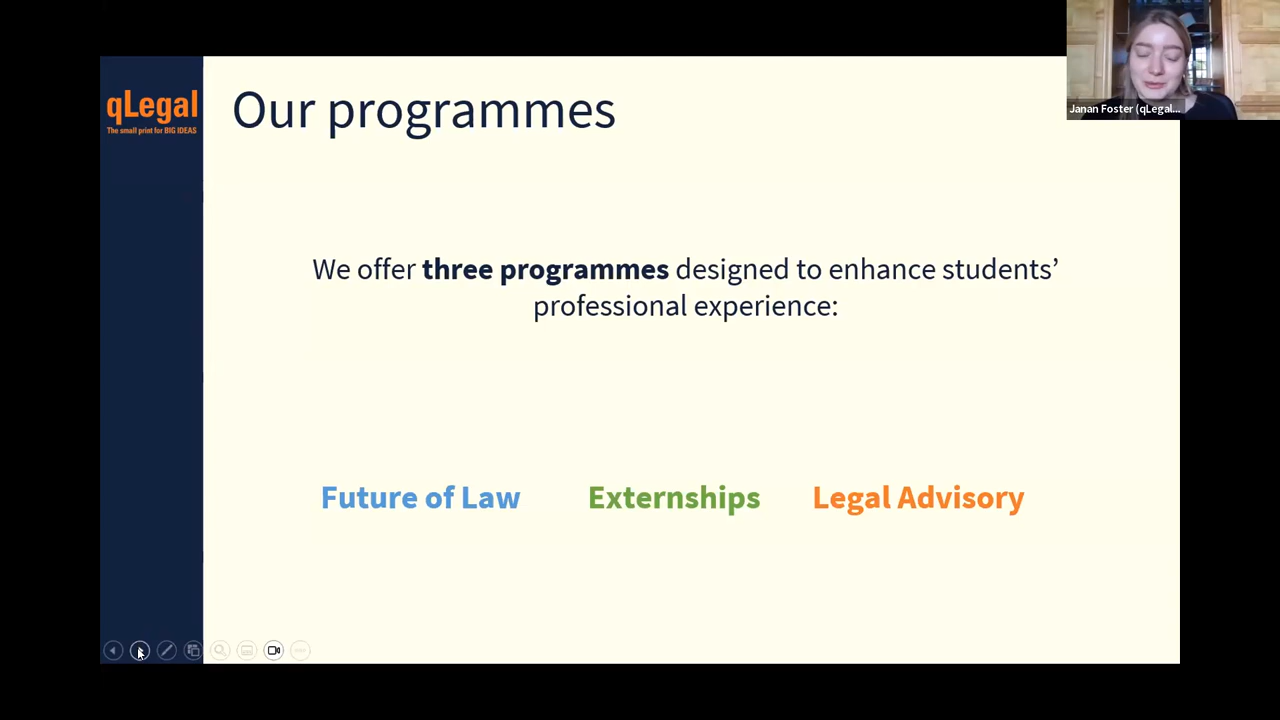 qLegal
The small print for BIG IDEAS
Our programmes
Janan Foster (qLegal...
We offer three programmes designed to enhance students’
professional experience:
Future of Law
Externships
Legal Advisory